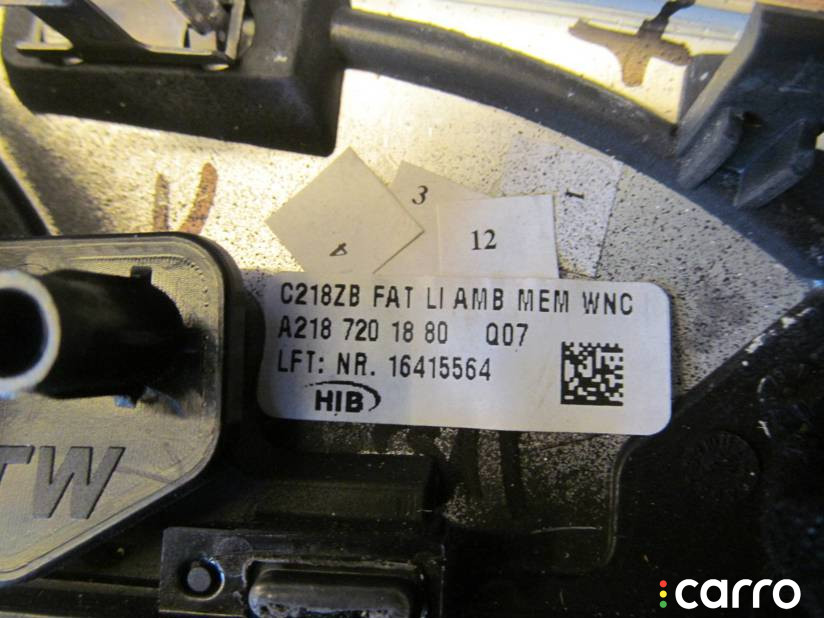 3
1
12
C218ZB FAT LI AMB MEM WNC
A218 720 18 80 Q07
LFT: NR. 16415564
HIB
TW
carro